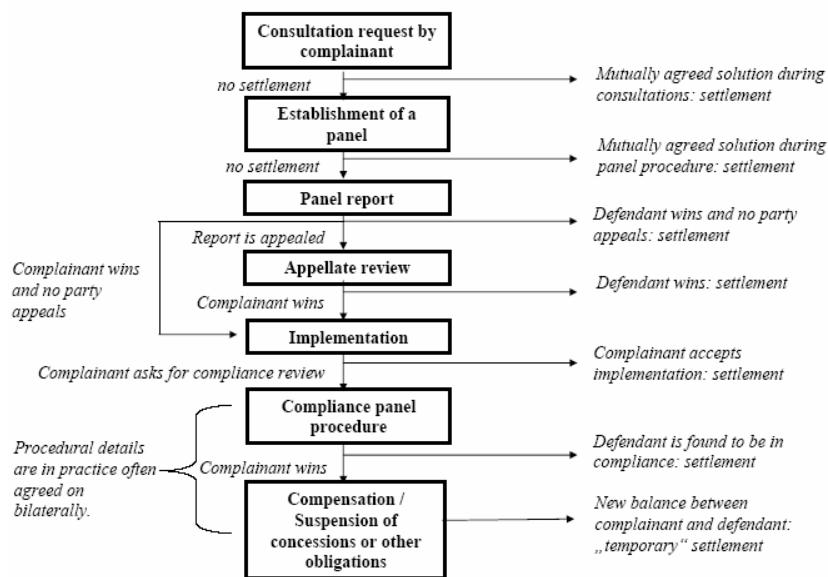 Consultation request by
complainant
no settlement
Mutually agreed solution during
consultations: settlement
Establishment of a
panel
no settlement
Mutually agreed solution during
panel procedure: settlement
Panel report
Report is appealed
Defendant wins and no party
appeals: settlement
Complainant wins
and no party
appeals
Appellate review
Complainant wins
Defendant wins: settlement
Implementation
Complainant asks for compliance review
Complainant accepts
implementation: settlement
Compliance panel
procedure
Procedural details
are in practice often
agreed on
bilaterally.
Complainant wins
Defendant is found to be in
compliance: settlement
Compensation /
Suspension of
concessions or other
obligations
New balance between
complainant and defendant:
„temporary“ settlement